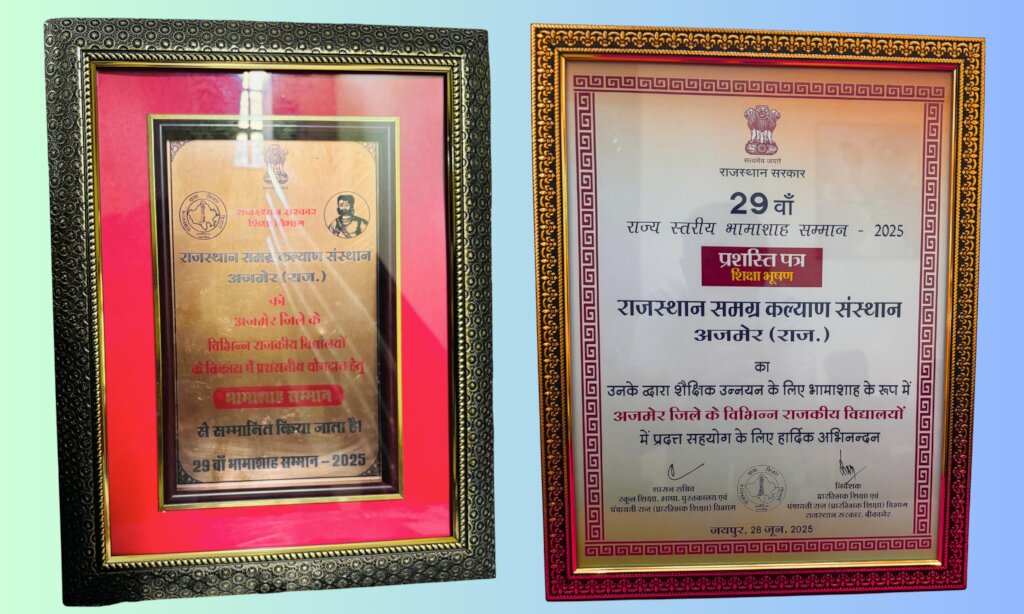 राजस्थान सरकार
शिक्षा विभाग
राजस्थान समग्र कल्याण संस्थान
अजमेर (राज.)
को
अजमेर जिले के
विभिन्न राजकीय विद्यालयों
के विकास में प्रशंसनीय योगदान हेतु
भामाशाह सम्मान
से सम्मानित किया जाता है।
29 वाँ भामाशाह सम्मान – 2025
सत्यमेव जयते
राजस्थान सरकार
29 वाँ
राज्य स्तरीय भामाशाह सम्मान - 2025
प्रशस्ति पत्र
शिक्षा भूषण
राजस्थान समग्र कल्याण संस्थान
अजमेर (राज.)
का
उनके द्वारा शैक्षिक उन्नयन के लिए भामाशाह के रूप में
अजमेर जिले के विभिन्न राजकीय विद्यालयों
में प्रदत्त सहयोग के लिए हार्दिक अभिनन्दन
शासन सचिव
स्कूल शिक्षा, भाषा, पुस्तकालय एवं
पंचायती राज (प्रारम्भिक शिक्षा) विभाग
निदेशक
प्रारम्भिक शिक्षा एवं
पंचायती राज (प्रारम्भिक शिक्षा) विभाग
राजस्थान सरकार, बीकानेर
जयपुर, 28 जून, 2025